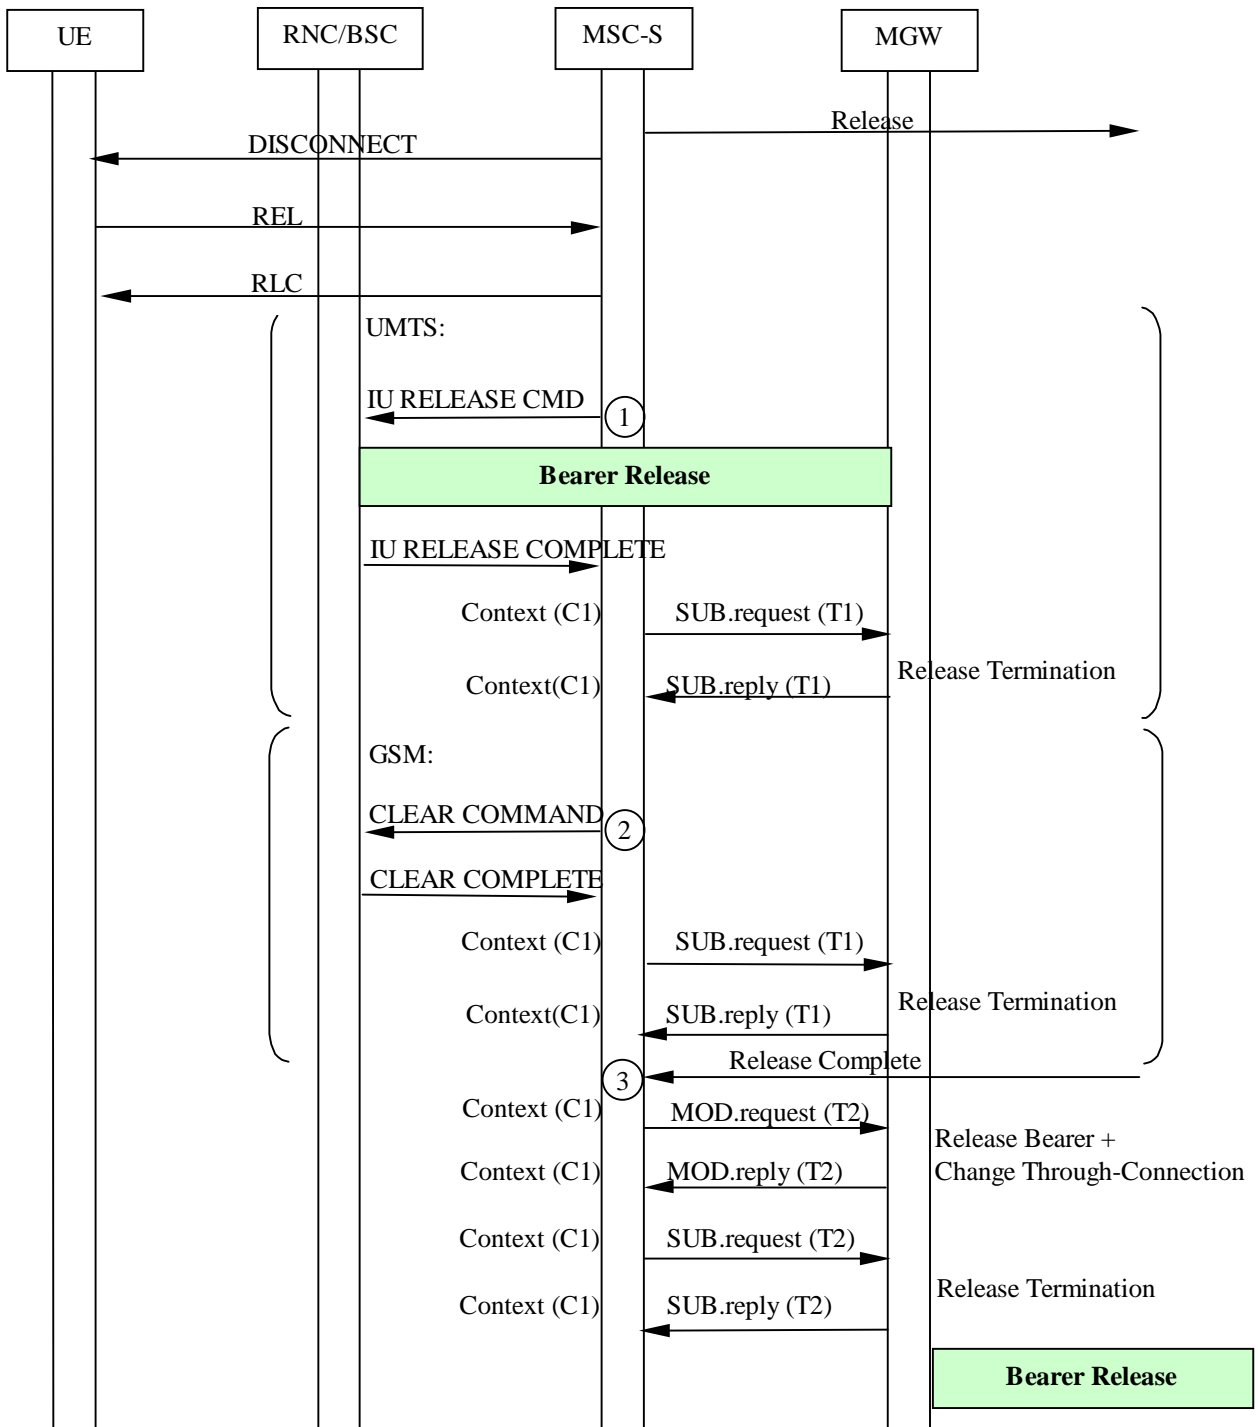 UE
RNC/BSC
MSC-S
MGW
Release
DISCONNECT
REL
RLC
UMTS:
IU RELEASE CMD
1
Bearer Release
IU RELEASE COMPLETE
Context (C1)
SUB.request (T1)
Release Termination
Context(C1)
SUB.reply (T1)
GSM:
CLEAR COMMAND
2
CLEAR COMPLETE
Context (C1)
SUB.request (T1)
Release Termination
Context(C1)
SUB.reply (T1)
Release Complete
3
Context (C1)
MOD.request (T2)
Release Bearer +
Change Through-Connection
Context (C1)
MOD.reply (T2)
Context (C1)
SUB.request (T2)
Release Termination
Context (C1)
SUB.reply (T2)
Bearer Release